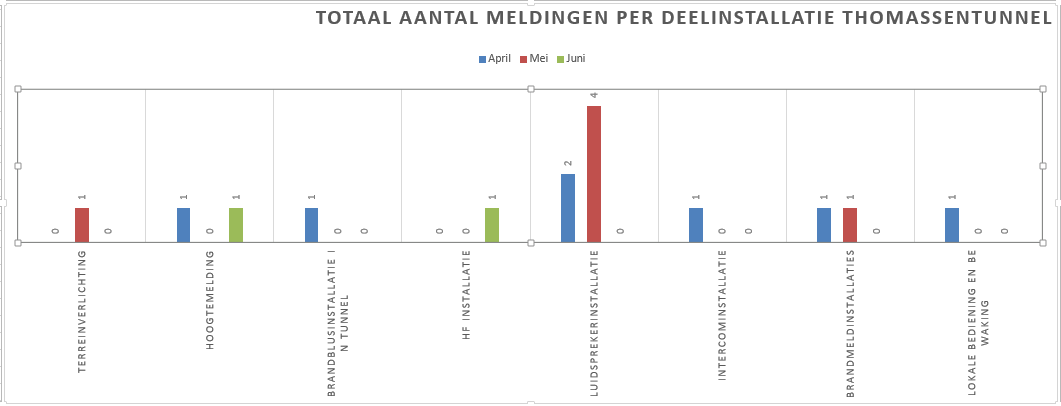 TOTAAL AANTAL MELDINGEN PER DEELINSTALLATIE THOMASSENTUNNEL
April Mei Juni
0 1 0
1 0 1
1 0 0
0 0 1
2 4 0
1 0 0
1 1 0
1 0 0
TERREINVERLICHTING
HOOGTEMELDING
BRANDBLUSINSTALLATIE I
N TUNNEL
HF INSTALLATIE
LUIDSPREKERINSTALLATIE
INTERCOMINSTALLATIE
BRANDMELDINSTALLATIES
LOKALE BEDIENING EN BE
WAKING